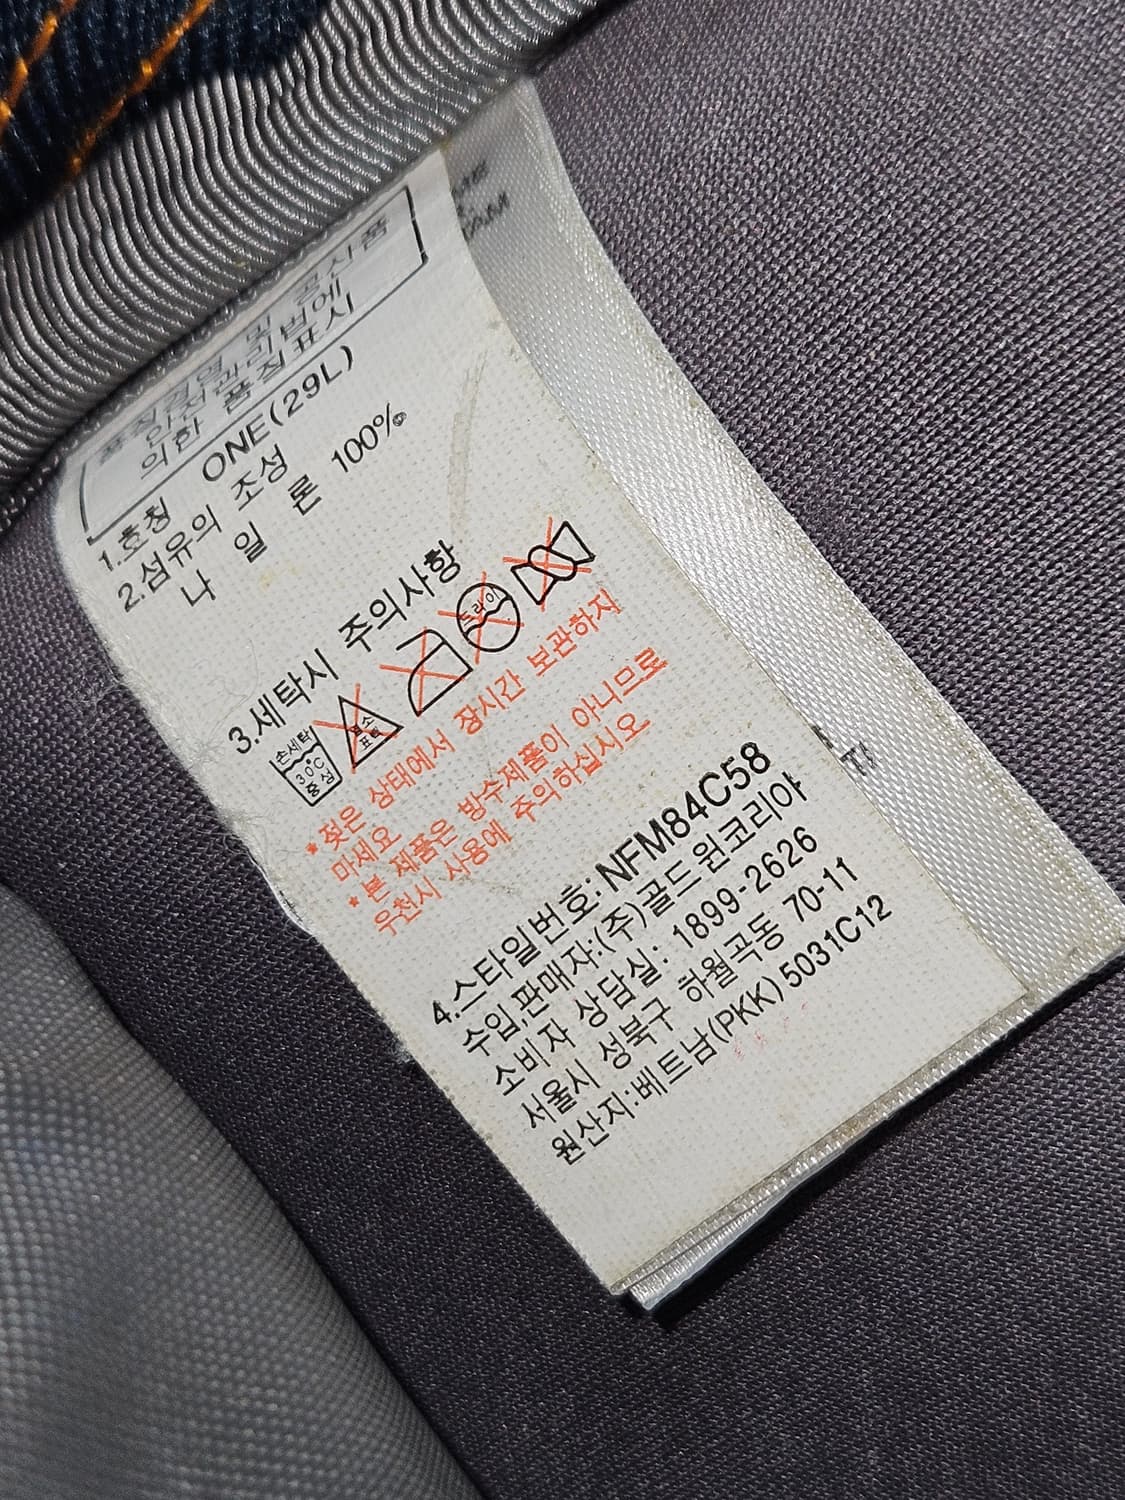 품질경영 및 공산품
안전관리법에
의한 품질표시
1.호칭 ONE(29L)
2.섬유의 조성
나 일 론 100%
3.세탁시 주의사항
손세탁
30°C
중성
염소
표백
드라이
*젖은 상태에서 장시간 보관하지
마세요
*본 제품은 방수제품이 아니므로
우천시 사용에 주의하십시오
4.스타일번호:NFM84C58
수입,판매자:(주)골드윈코리아
소비자 상담실: 1899-2626
서울시 성북구 하월곡동 70-11
원산지:베트남(PKK)5031C12